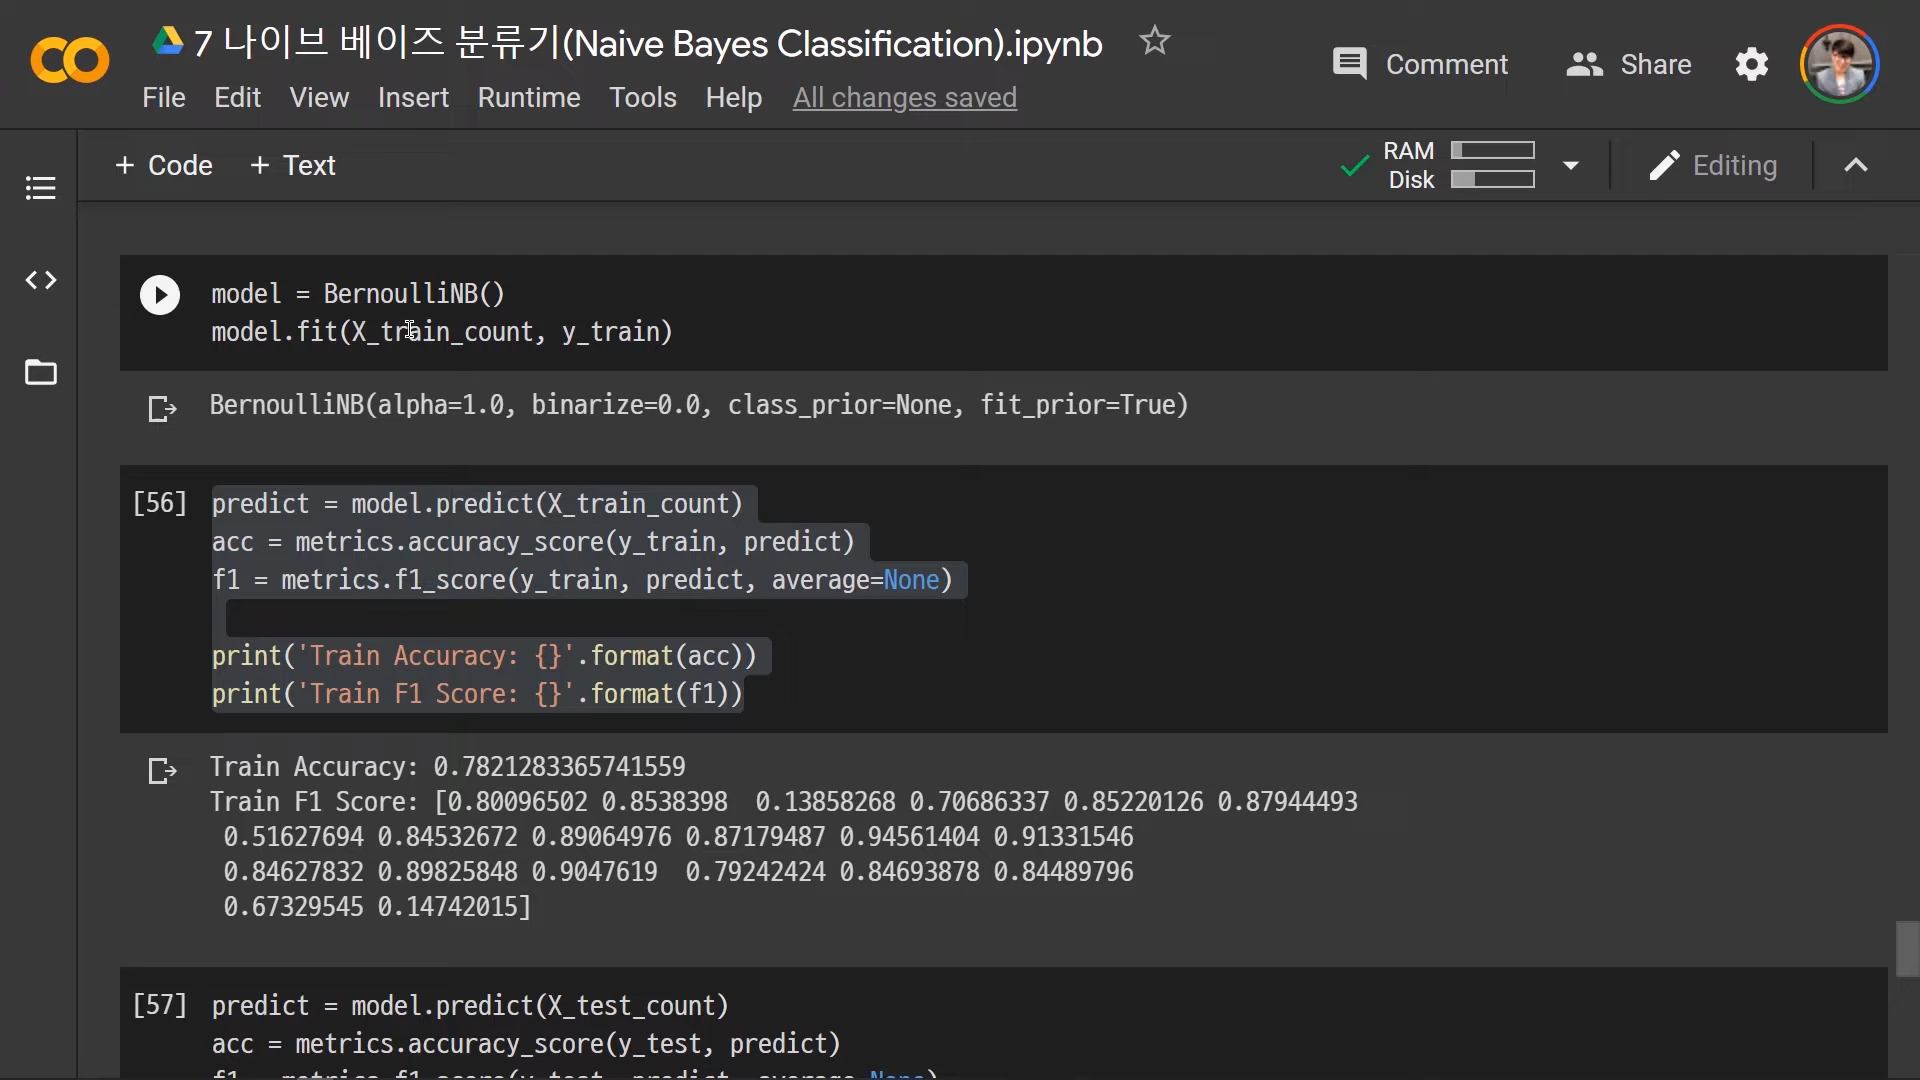 7 나이브 베이즈 분류기(Naive Bayes Classification).ipynb
Comment
Share
File Edit View Insert Runtime Tools Help All changes saved
+ Code + Text
RAM
Disk
Editing
model = BernoulliNB()
model.fit(X_train_count, y_train)
BernoulliNB(alpha=1.0, binarize=0.0, class_prior=None, fit_prior=True)
[56] predict = model.predict(X_train_count)
acc = metrics.accuracy_score(y_train, predict)
f1 = metrics.f1_score(y_train, predict, average=None)
print('Train Accuracy: {}'.format(acc))
print('Train F1 Score: {}'.format(f1))
Train Accuracy: 0.7821283365741559
Train F1 Score: [0.80096502 0.8538398  0.13858268 0.70686337 0.85220126 0.87944493
0.51627694 0.84532672 0.89064976 0.87179487 0.94561404 0.91331546
0.84627832 0.89825848 0.9047619  0.79242424 0.84693878 0.84489796
0.67329545 0.14742015]
[57] predict = model.predict(X_test_count)
acc = metrics.accuracy_score(y_test, predict)
f1 = metrics.f1_score(y_test, predict, average=None)